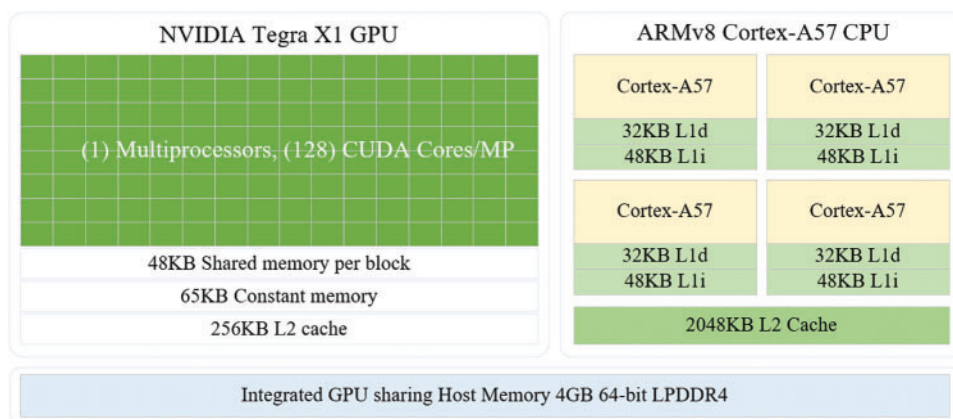 NVIDIA Tegra X1 GPU
(1) Multiprocessors, (128) CUDA Cores/MP
48KB Shared memory per block
65KB Constant memory
256KB L2 cache
ARMv8 Cortex-A57 CPU
Cortex-A57
32KB L1d
48KB L1i
Cortex-A57
32KB L1d
48KB L1i
Cortex-A57
32KB L1d
48KB L1i
Cortex-A57
32KB L1d
48KB L1i
2048KB L2 Cache
Integrated GPU sharing Host Memory 4GB 64-bit LPDDR4